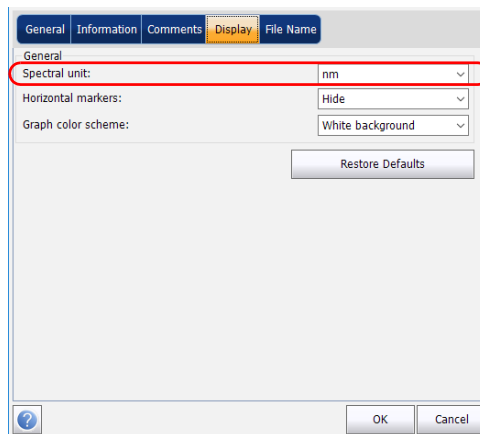 General Information Comments Display File Name
General
Spectral unit: nm
Horizontal markers: Hide
Graph color scheme: White background
Restore Defaults
? OK Cancel